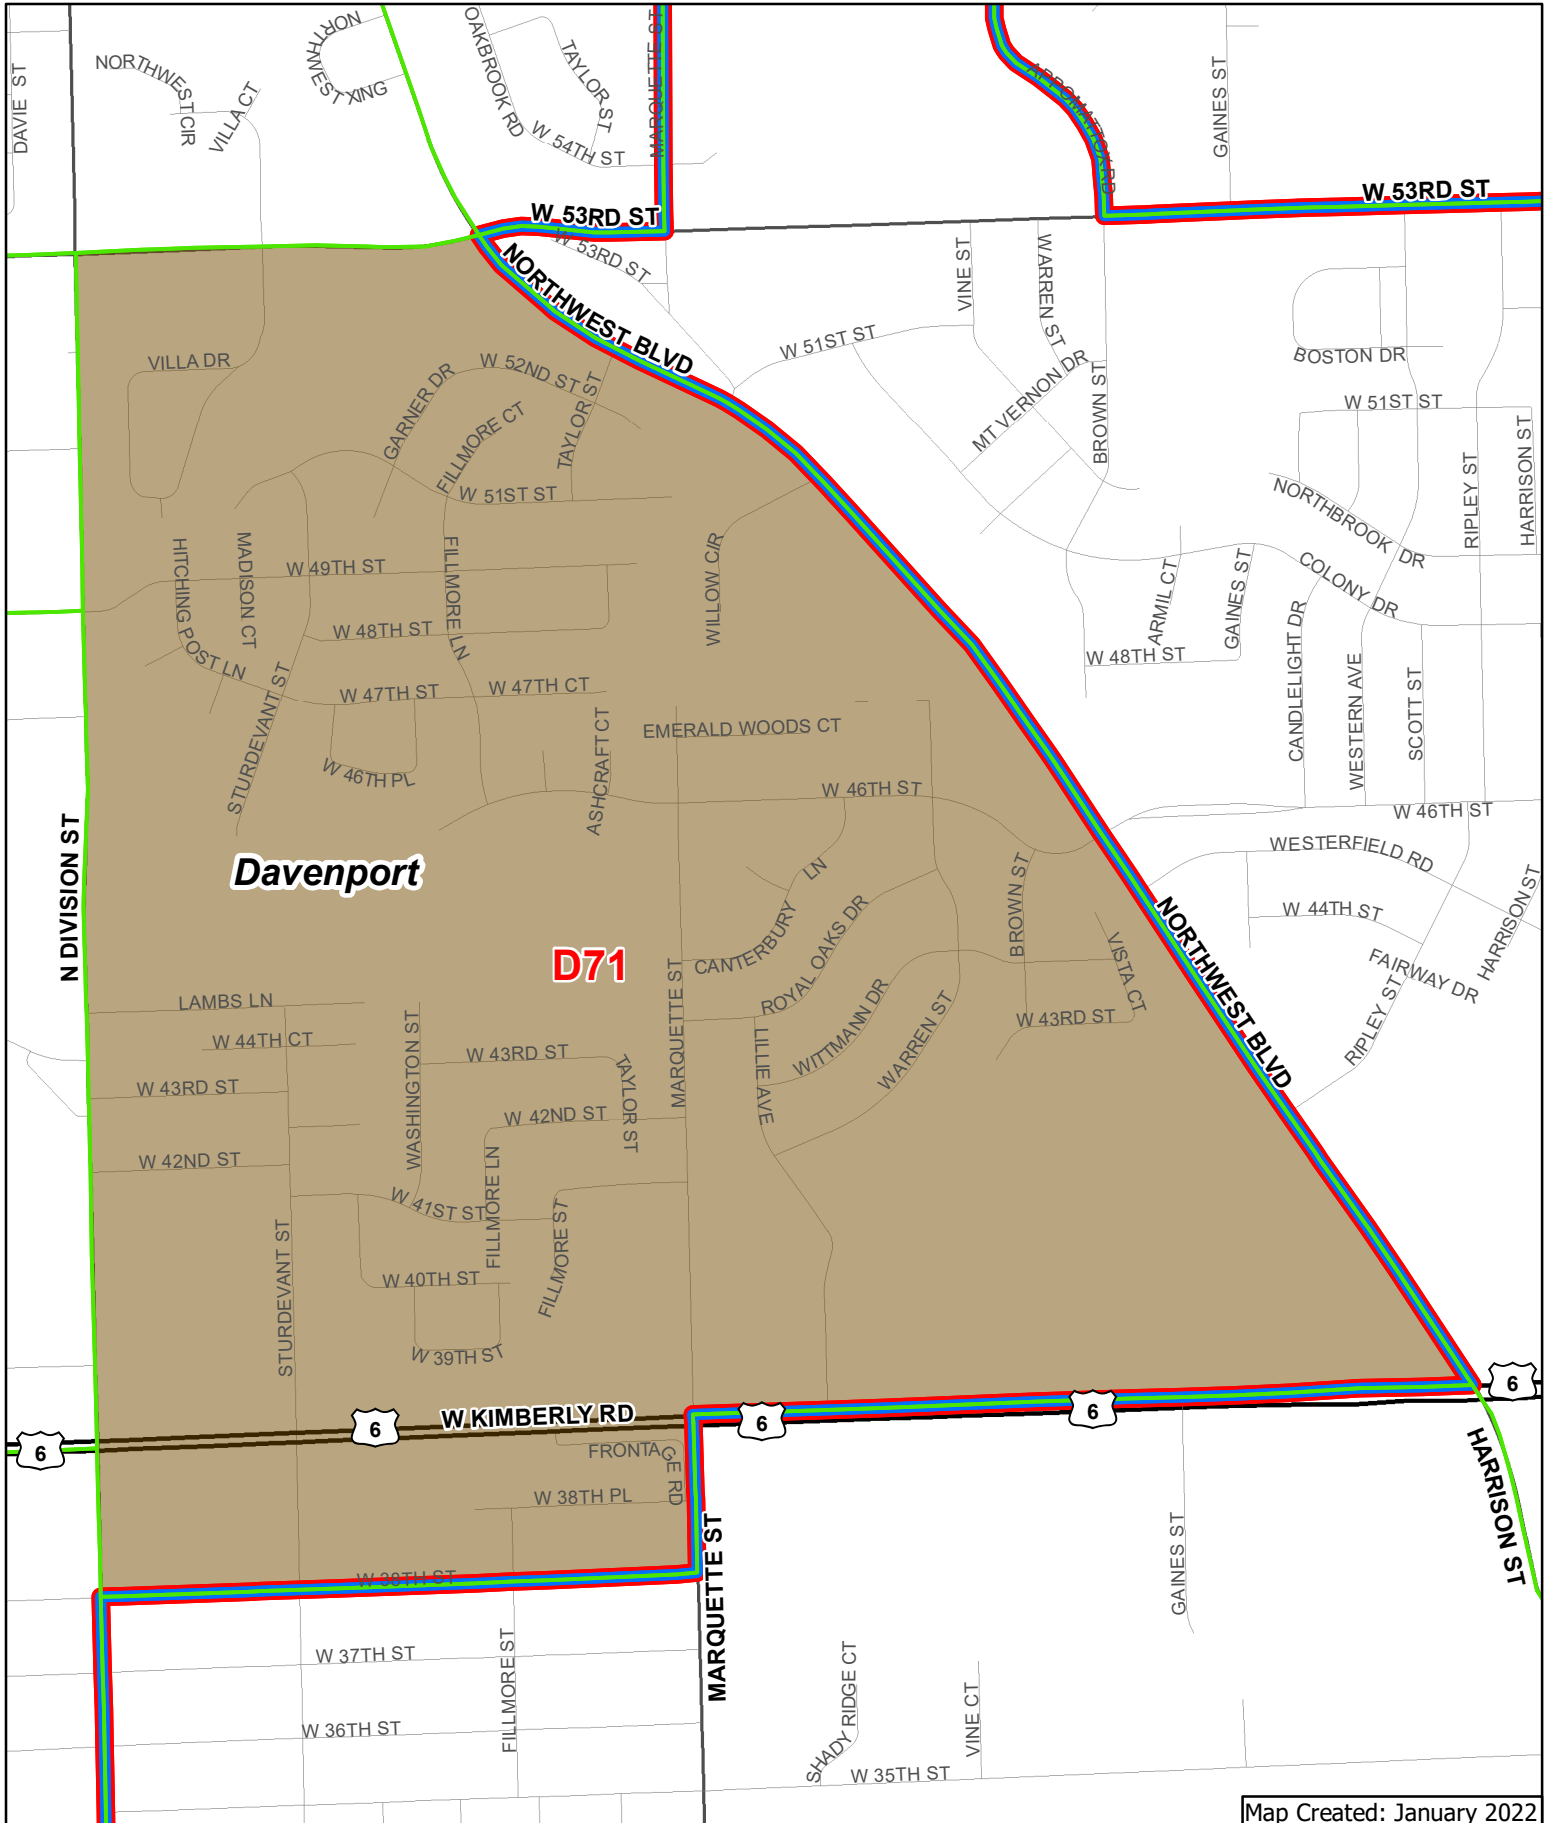 DAVIE ST
NORTHWEST CIR
VILLA CT
NORTHWEST XING
OAKBROOK RD
TAYLOR ST
W 54TH ST
MARQUETTE ST
APPOMATTOX RD
GAINES ST
W 53RD ST
W 53RD ST
W 53RD ST
NORTHWEST BLVD
VINE ST
WARREN ST
W 51ST ST
MT VERNON DR
BROWN ST
BOSTON DR
W 51ST ST
RIPLEY ST
HARRISON ST
NORTHBROOK DR
COLONY DR
VILLA DR
GARNER DR
W 52ND ST
FILLMORE CT
TAYLOR ST
W 51ST ST
HITCHING POST LN
MADISON CT
W 49TH ST
FILLMORE LN
WILLOW CIR
ARMIL CT
GAINES ST
CANDLELIGHT DR
WESTERN AVE
SCOTT ST
W 48TH ST
W 48TH ST
STURDEVANT ST
W 47TH ST
W 47TH CT
ASHCRAFT CT
EMERALD WOODS CT
W 46TH PL
W 46TH ST
W 46TH ST
WESTERFIELD RD
N DIVISION ST
Davenport
CANTERBURY LN
ROYAL OAKS DR
BROWN ST
NORTHWEST BLVD
W 44TH ST
HARRISON ST
FAIRWAY DR
RIPLEY ST
D71
MARQUETTE ST
VISTA CT
LAMBS LN
W 44TH CT
WASHINGTON ST
W 43RD ST
TAYLOR ST
LILLIE AVE
WITTMANN DR
WARREN ST
W 43RD ST
W 43RD ST
W 42ND ST
W 42ND ST
FILLMORE LN
W 41ST ST
FILLMORE ST
STURDEVANT ST
W 40TH ST
W 39TH ST
W KIMBERLY RD
6
6
6
6
6
FRONTAGE RD
W 38TH PL
W 38TH ST
MARQUETTE ST
GAINES ST
HARRISON ST
W 37TH ST
FILLMORE ST
W 36TH ST
SHADY RIDGE CT
VINE CT
W 35TH ST
Map Created: January 2022